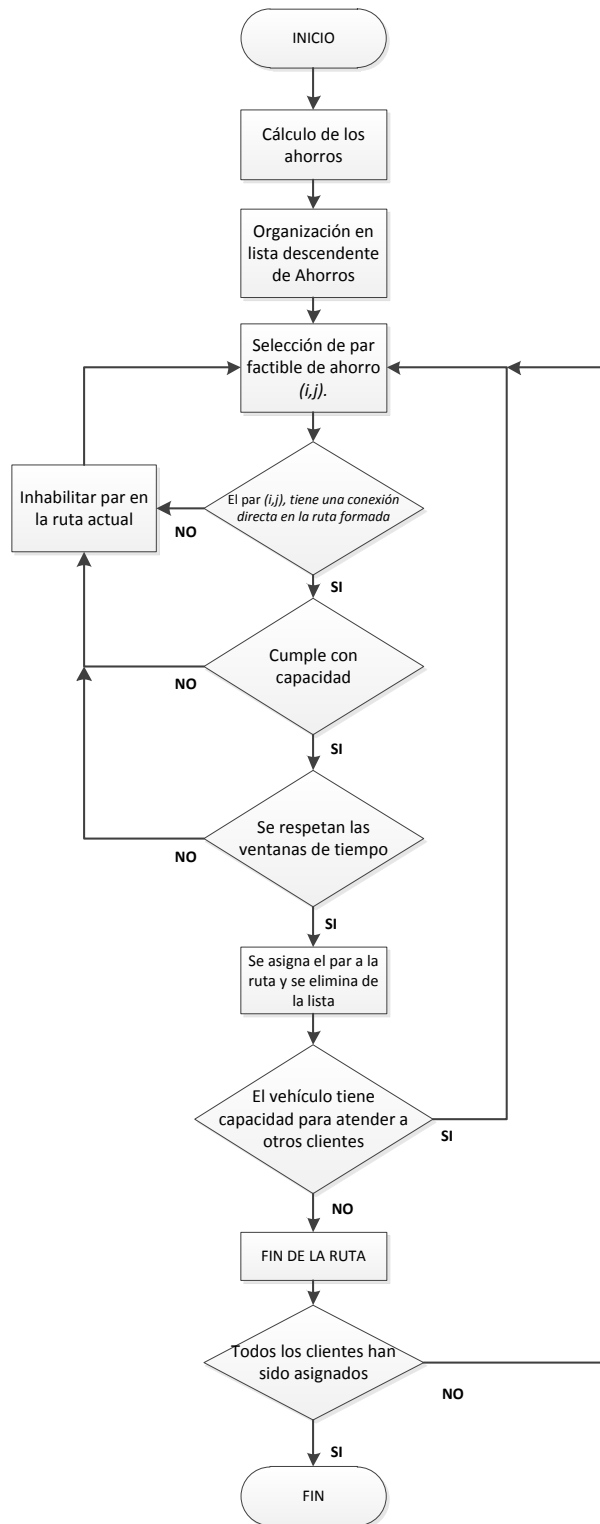 INICIO
Cálculo de los
ahorros
Organización en
lista descendente
de Ahorros
Selección de par
factible de ahorro
(i,j).
El par (i,j), tiene una conexión
directa en la ruta formada
Inhabilitar par en
la ruta actual
NO
SI
Cumple con
capacidad
NO
SI
Se respetan las
ventanas de tiempo
NO
SI
Se asigna el par a la
ruta y se elimina de
la lista
El vehículo tiene
capacidad para atender a
otros clientes
SI
NO
FIN DE LA RUTA
Todos los clientes han
sido asignados
NO
SI
FIN